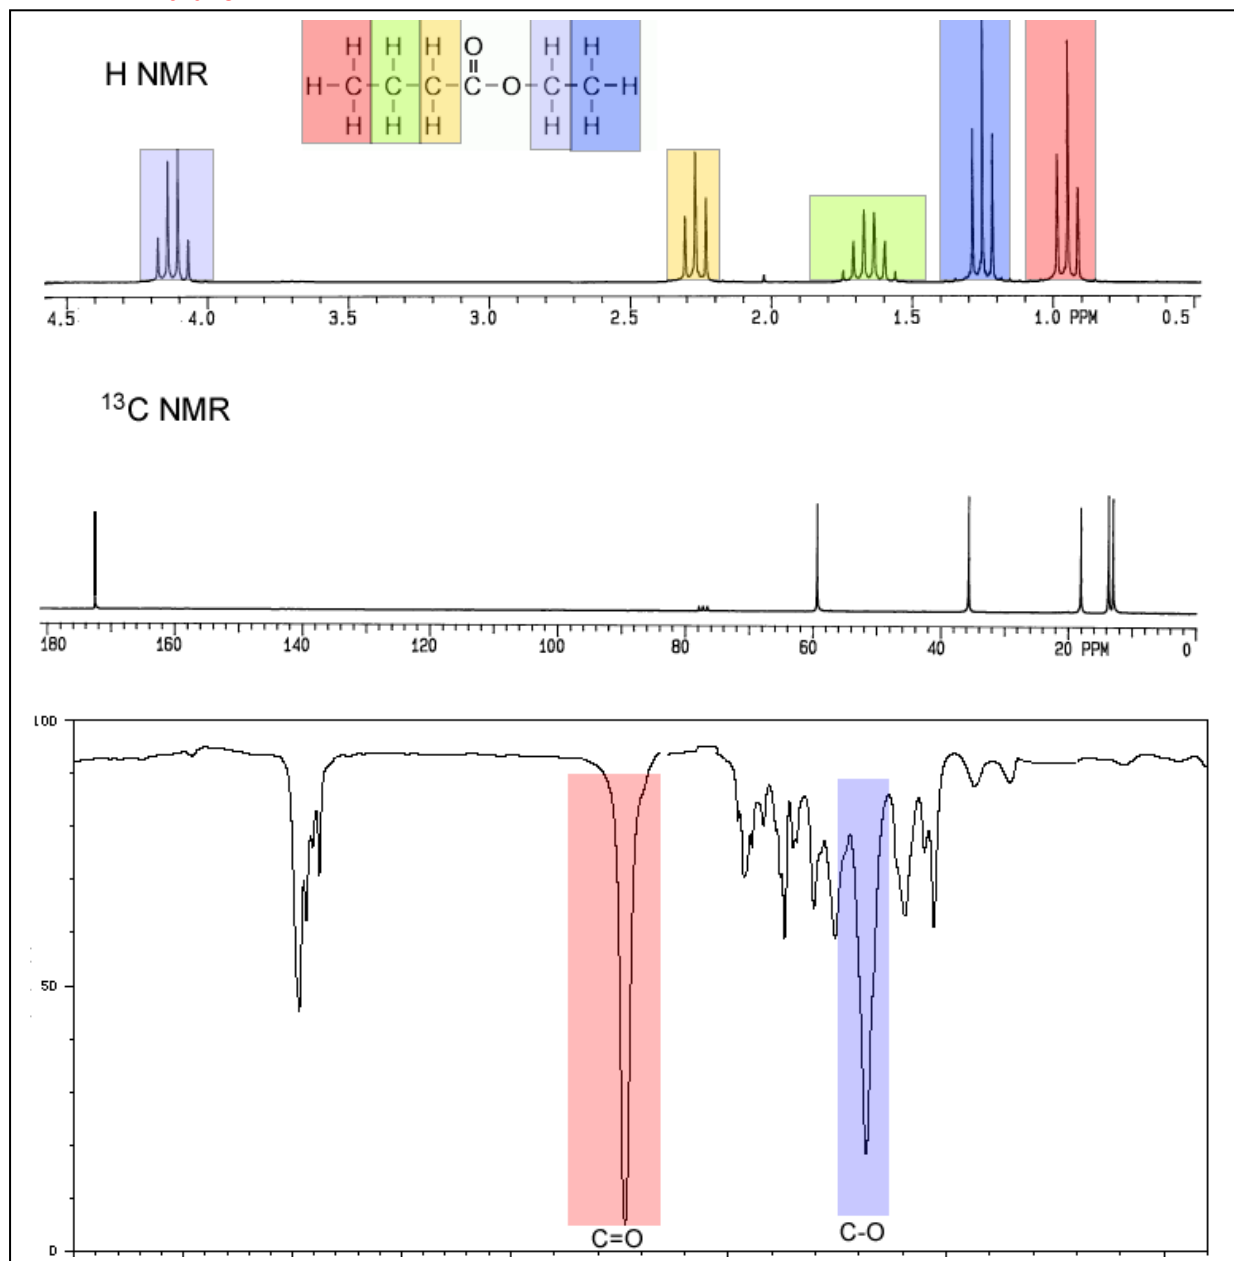 H NMR
H H H O H H
H-C-C-C-C-O-C-C-H
H H H H H
4.5 4.0 3.5 3.0 2.5 2.0 1.5 1.0 PPM 0.5
13C NMR
180 160 140 120 100 80 60 40 20 PPM 0
100
50
0
C=O
C-O